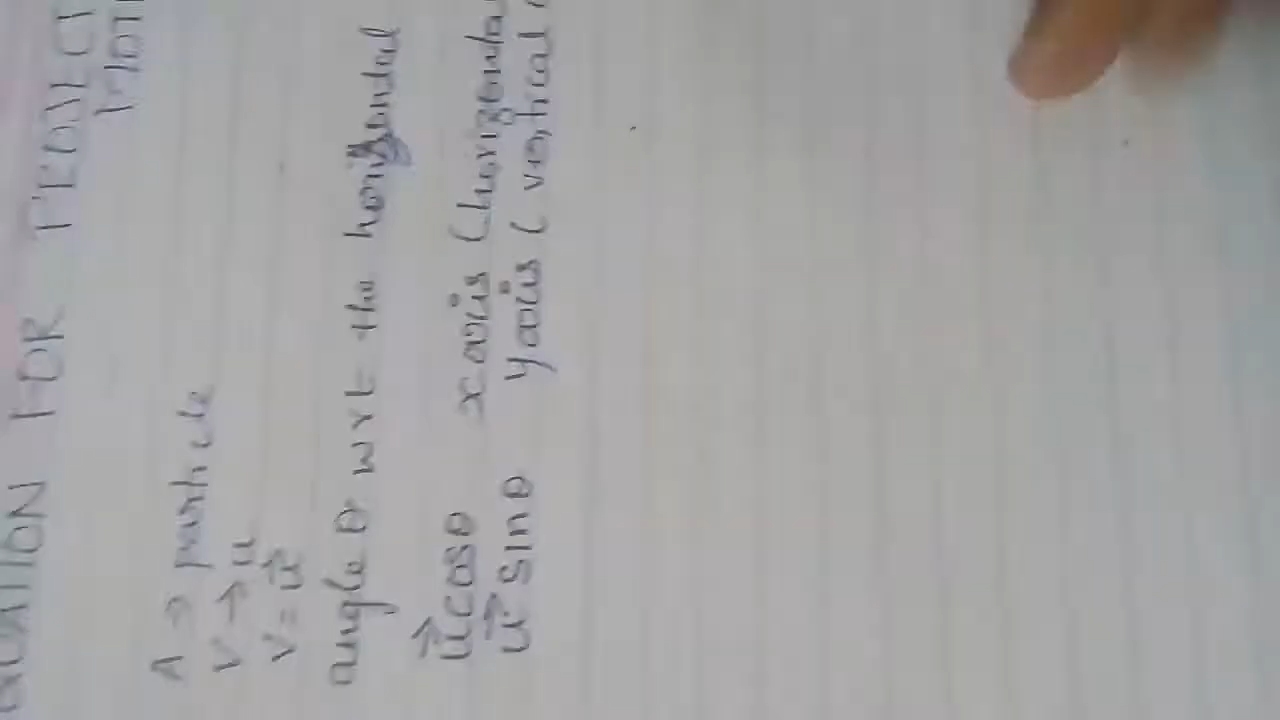 FOR
A → particle
V → u
V = u⃗
angle θ wrt the horizontal
u⃗ cosθ x axis (horizonta
u⃗ sinθ y axis (vertical